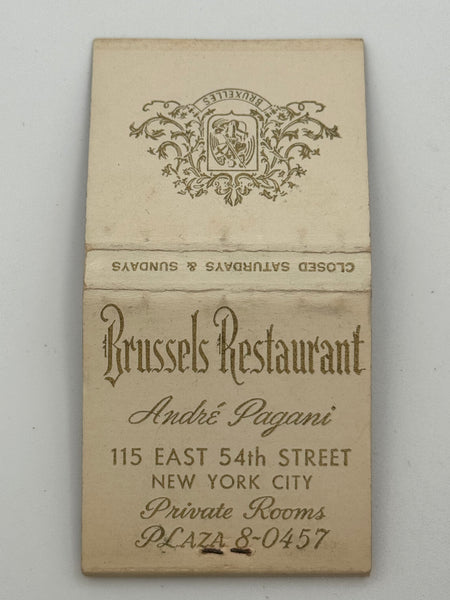 BRUXELLES
CLOSED SATURDAYS & SUNDAYS
Brussels Restaurant
André Pagani
115 EAST 54th STREET
NEW YORK CITY
Private Rooms
PLAZA 8-0457